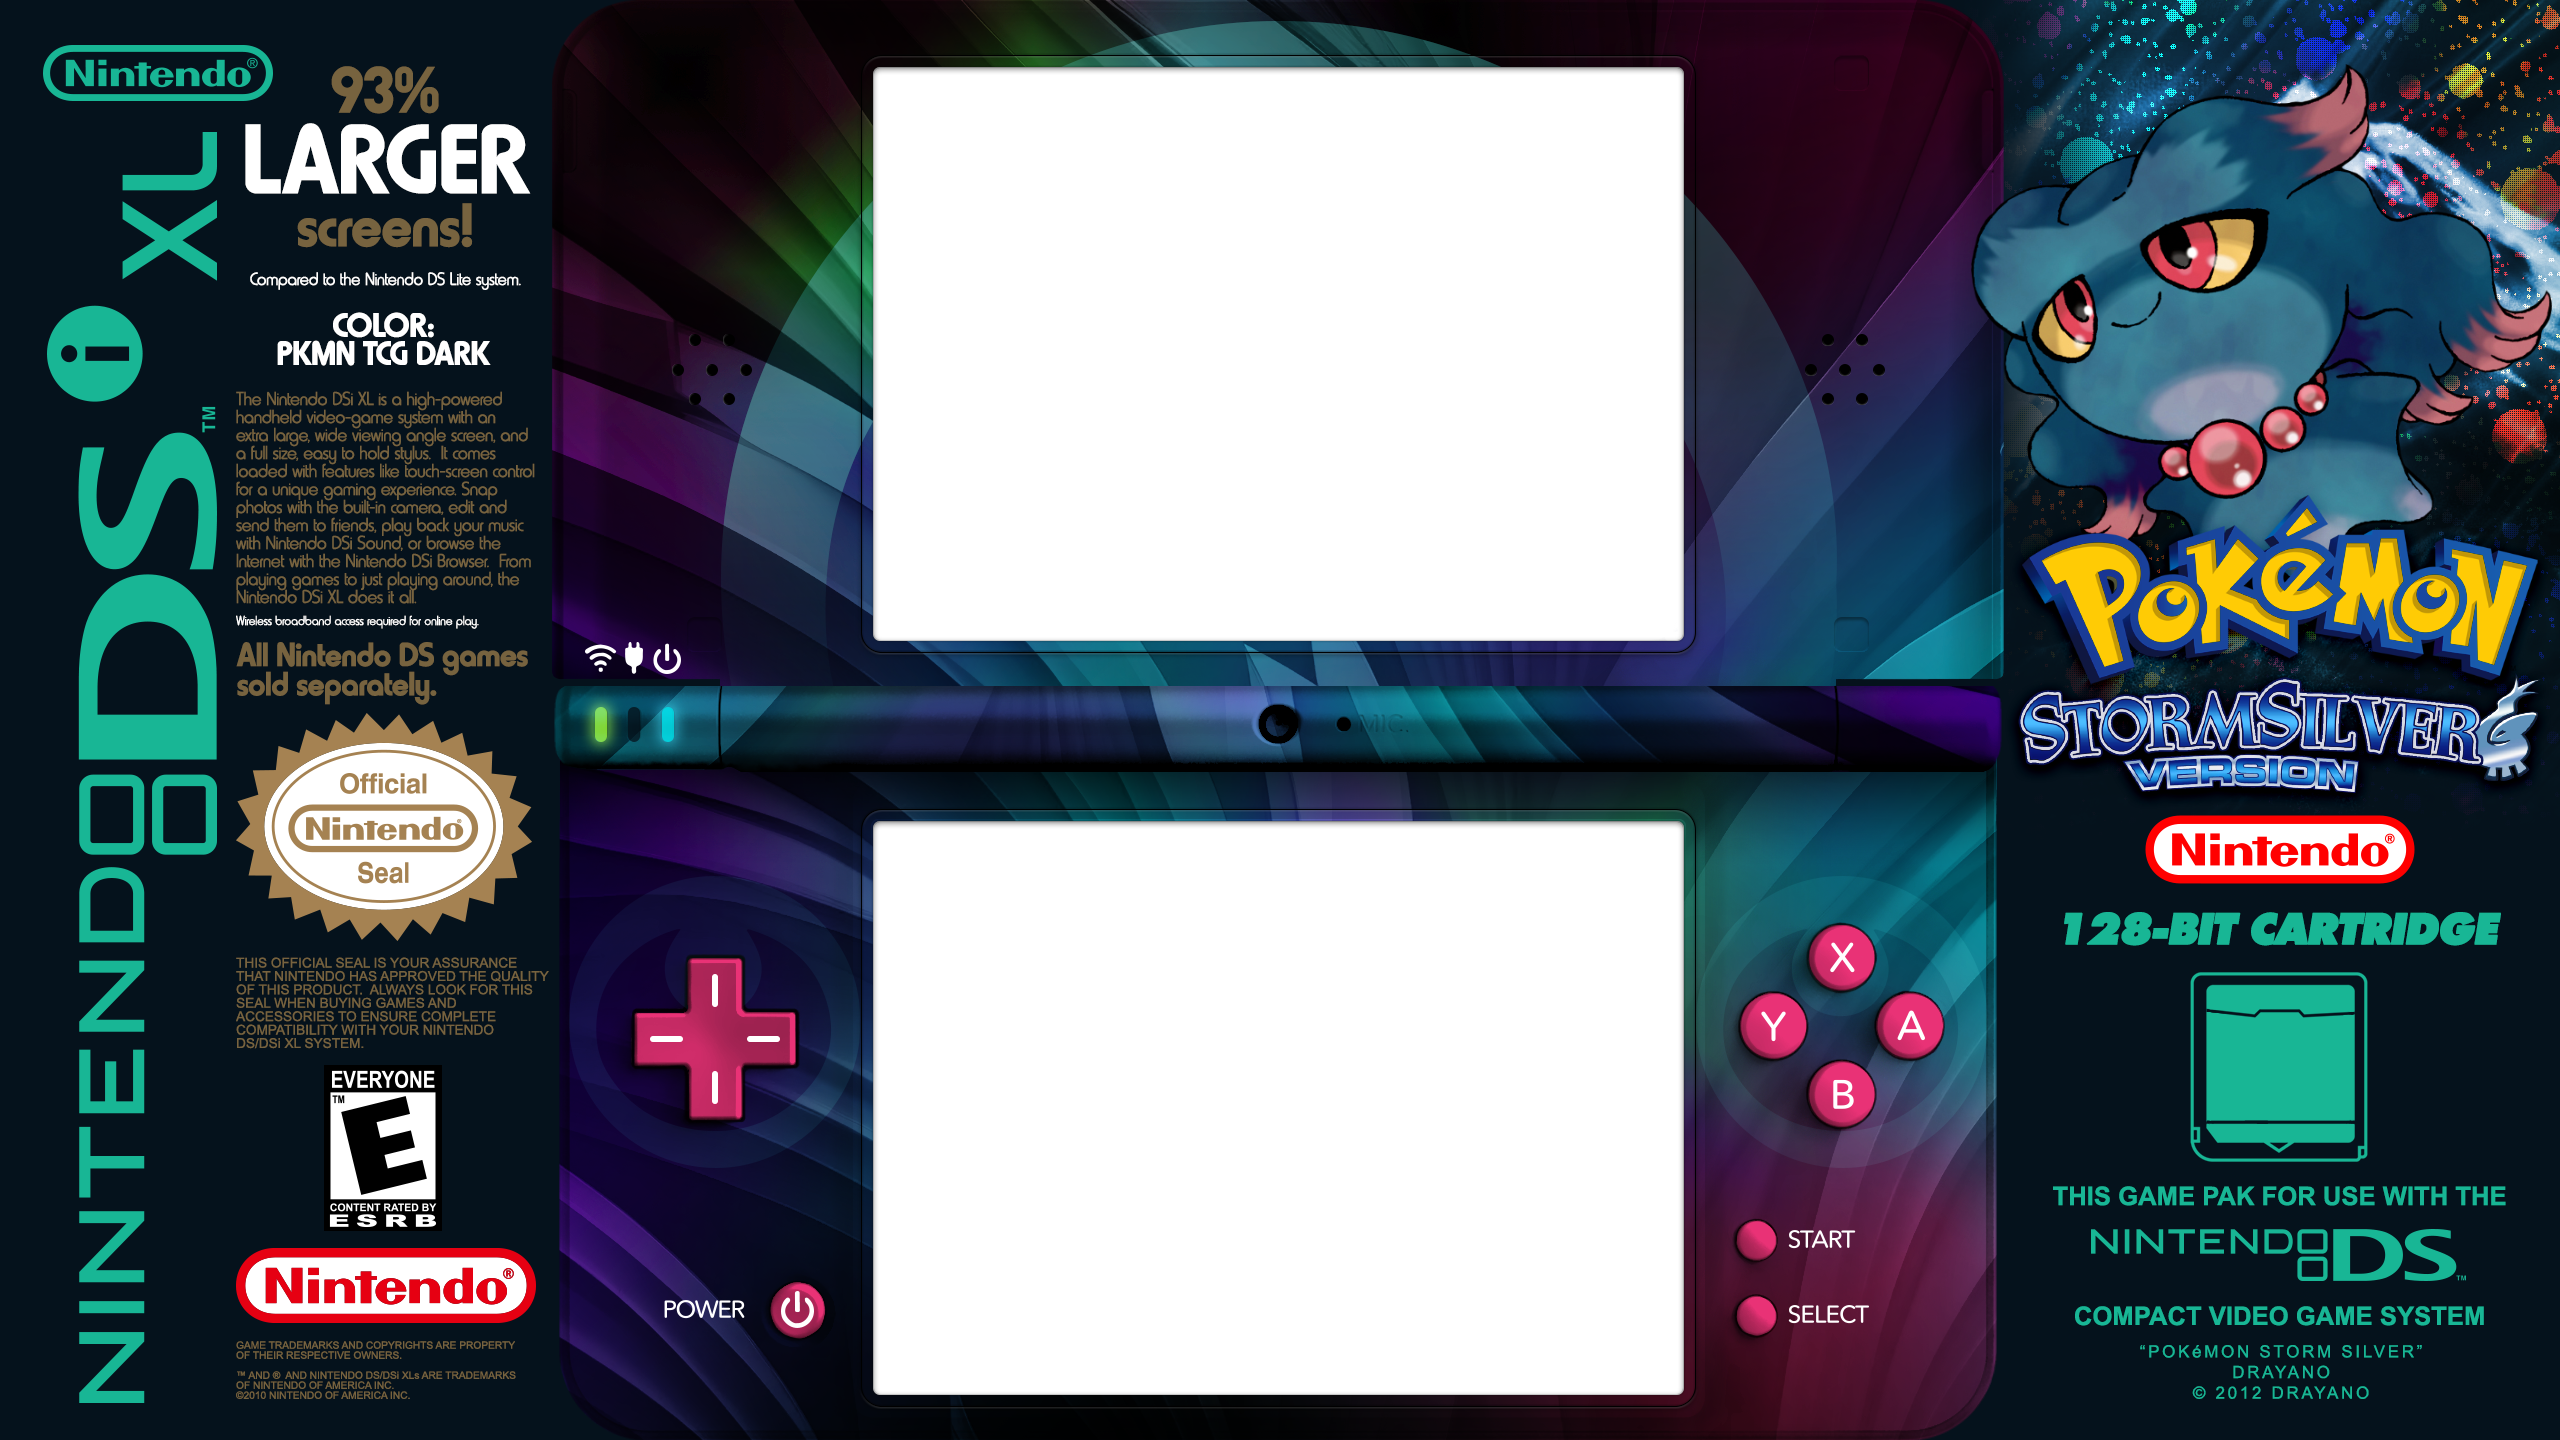 Nintendo®
NINTENDO DS i XL
TM
93%
LARGER
screens!
Compared to the Nintendo DS Lite system.
COLOR:
PKMN TCG DARK
The Nintendo DSi XL is a high-powered
handheld video-game system with an
extra large, wide viewing angle screen, and
a full size, easy to hold stylus. It comes
loaded with features like touch-screen control
for a unique gaming experience. Snap
photos with the built-in camera, edit and
send them to friends, play back your music
with Nintendo DSi Sound, or browse the
Internet with the Nintendo DSi Browser. From
playing games to just playing around, the
Nintendo DSi XL does it all.
Wireless broadband access required for online play.
All Nintendo DS games
sold separately.
Official
Nintendo®
Seal
THIS OFFICIAL SEAL IS YOUR ASSURANCE
THAT NINTENDO HAS APPROVED THE QUALITY
OF THIS PRODUCT. ALWAYS LOOK FOR THIS
SEAL WHEN BUYING GAMES AND
ACCESSORIES TO ENSURE COMPLETE
COMPATIBILITY WITH YOUR NINTENDO
DS/DSi XL SYSTEM.
EVERYONE
TM
E
CONTENT RATED BY
ESRB
Nintendo®
GAME TRADEMARKS AND COPYRIGHTS ARE PROPERTY
OF THEIR RESPECTIVE OWNERS.
™ AND ® AND NINTENDO DS/DSi XLs ARE TRADEMARKS
OF NINTENDO OF AMERICA INC.
©2010 NINTENDO OF AMERICA INC.
MIC.
X
Y
A
B
START
SELECT
POWER
POKéMON
STORMSILVER
VERSION
Nintendo®
128-BIT CARTRIDGE
THIS GAME PAK FOR USE WITH THE
NINTENDO DS™
COMPACT VIDEO GAME SYSTEM
“POKéMON STORM SILVER”
DRAYANO
© 2012 DRAYANO